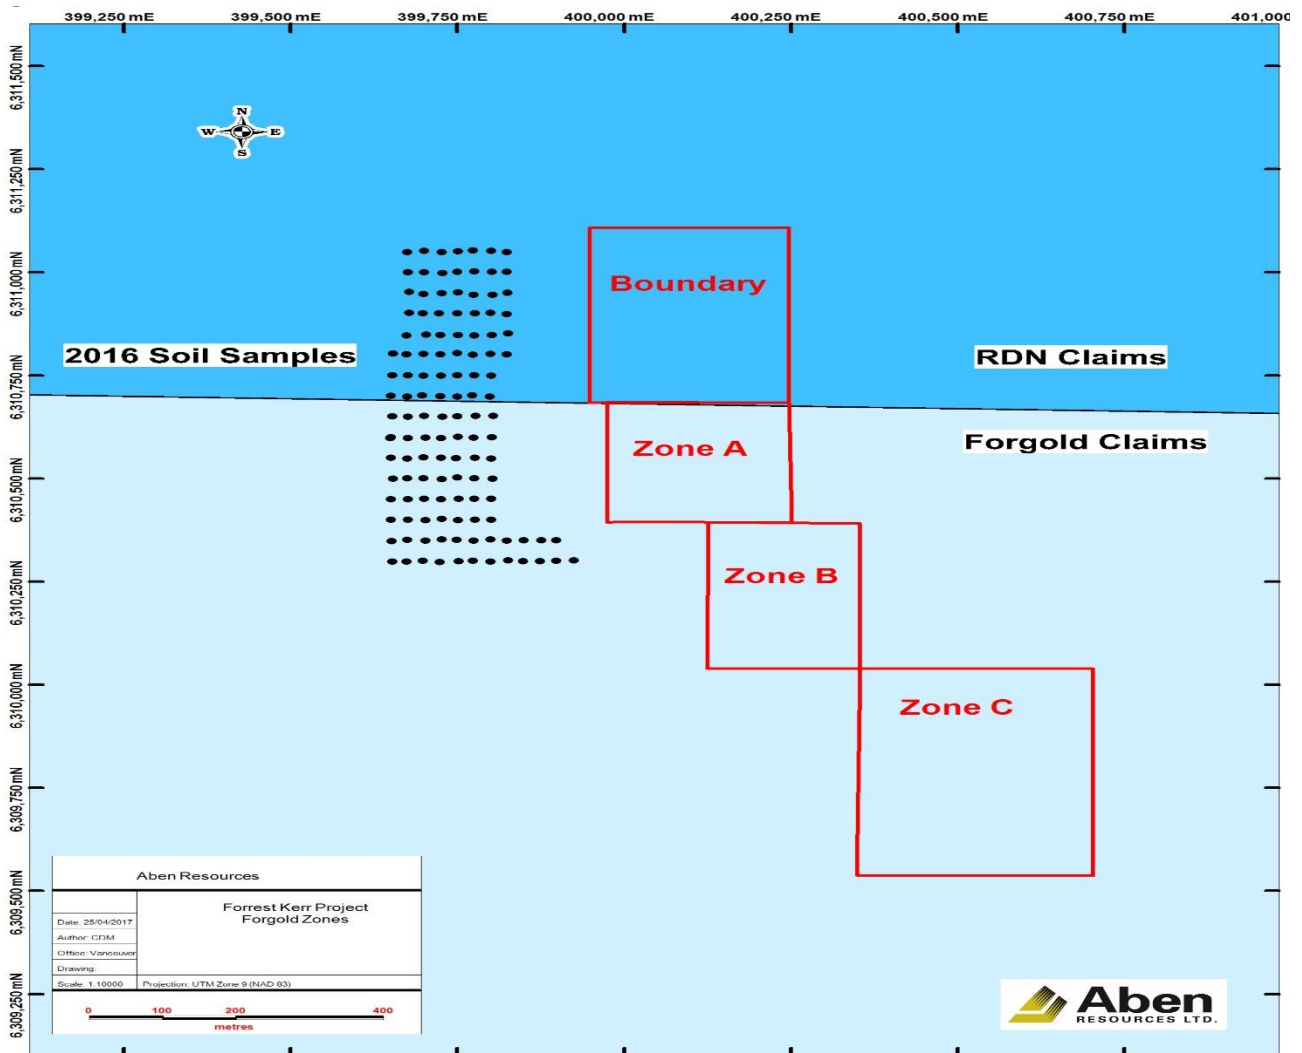 399,250 mE 399,500 mE 399,750 mE 400,000 mE 400,250 mE 400,500 mE 400,750 mE 401,000
6,311,500 mN
N
W E
S
6,311,250 mN
6,311,000 mN
Boundary
2016 Soil Samples
RDN Claims
6,310,750 mN
Forgold Claims
Zone A
6,310,500 mN
Zone B
6,310,250 mN
6,310,000 mN
Zone C
6,309,750 mN
6,309,500 mN
6,309,250 mN
Aben Resources
Forrest Kerr Project
Forgold Zones
Date: 25/04/2017
Author: CDM
Office: Vancouver
Drawing:
Scale: 1:10000 Projection: UTM Zone 9 (NAD 83)
0 100 200 400
metres
Aben
RESOURCES LTD.